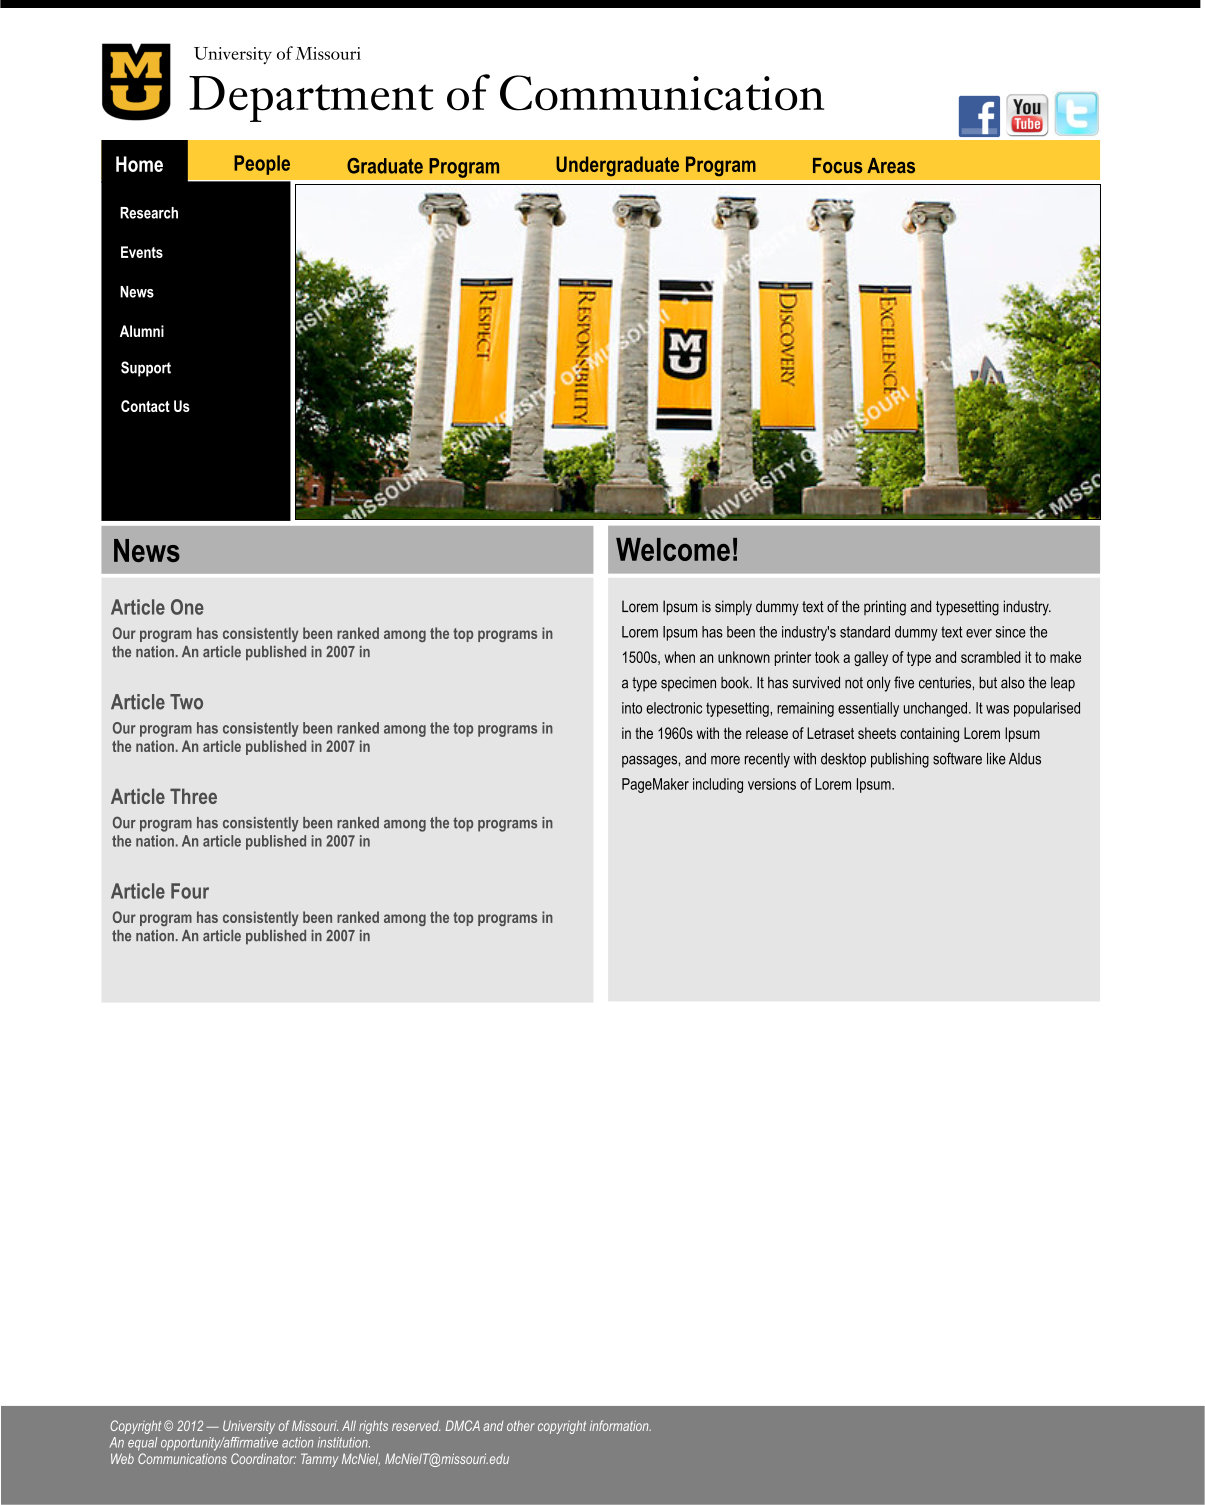 MU
University of Missouri
Department of Communication
f
You
Tube
t
Home
People
Graduate Program
Undergraduate Program
Focus Areas
Research
Events
News
Alumni
Support
Contact Us
RESPECT
RESPONSIBILITY
MU
DISCOVERY
EXCELLENCE
UNIVERSITY OF MISSOURI
UNIVERSITY OF MISSOURI
News
Article One
Our program has consistently been ranked among the top programs in
the nation. An article published in 2007 in
Article Two
Our program has consistently been ranked among the top programs in
the nation. An article published in 2007 in
Article Three
Our program has consistently been ranked among the top programs in
the nation. An article published in 2007 in
Article Four
Our program has consistently been ranked among the top programs in
the nation. An article published in 2007 in
Welcome!
Lorem Ipsum is simply dummy text of the printing and typesetting industry.
Lorem Ipsum has been the industry's standard dummy text ever since the
1500s, when an unknown printer took a galley of type and scrambled it to make
a type specimen book. It has survived not only five centuries, but also the leap
into electronic typesetting, remaining essentially unchanged. It was popularised
in the 1960s with the release of Letraset sheets containing Lorem Ipsum
passages, and more recently with desktop publishing software like Aldus
PageMaker including versions of Lorem Ipsum.
Copyright © 2012 — University of Missouri. All rights reserved. DMCA and other copyright information.
An equal opportunity/affirmative action institution.
Web Communications Coordinator: Tammy McNiel, McNielT@missouri.edu